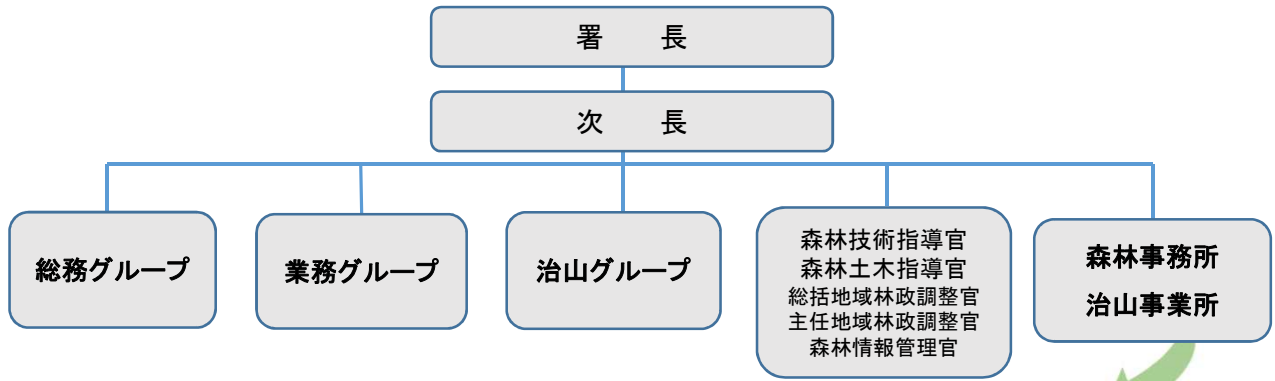 署　　長
次　　長
総務グループ
業務グループ
治山グループ
森林技術指導官
森林土木指導官
総括地域林政調整官
主任地域林政調整官
森林情報管理官
森林事務所
治山事業所